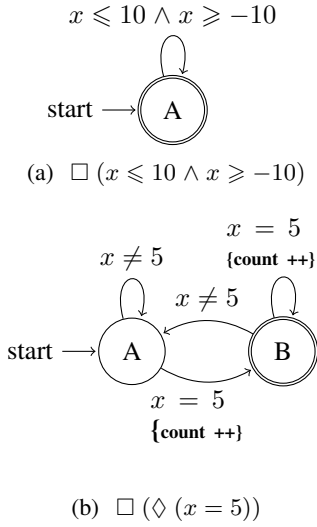 x ⩽ 10 ∧ x ⩾ −10
start
A
(a) □ (x ⩽ 10 ∧ x ⩾ −10)
x = 5
{count ++}
x ≠ 5
x ≠ 5
start
A
B
x = 5
{count ++}
(b) □ (◊ (x = 5))